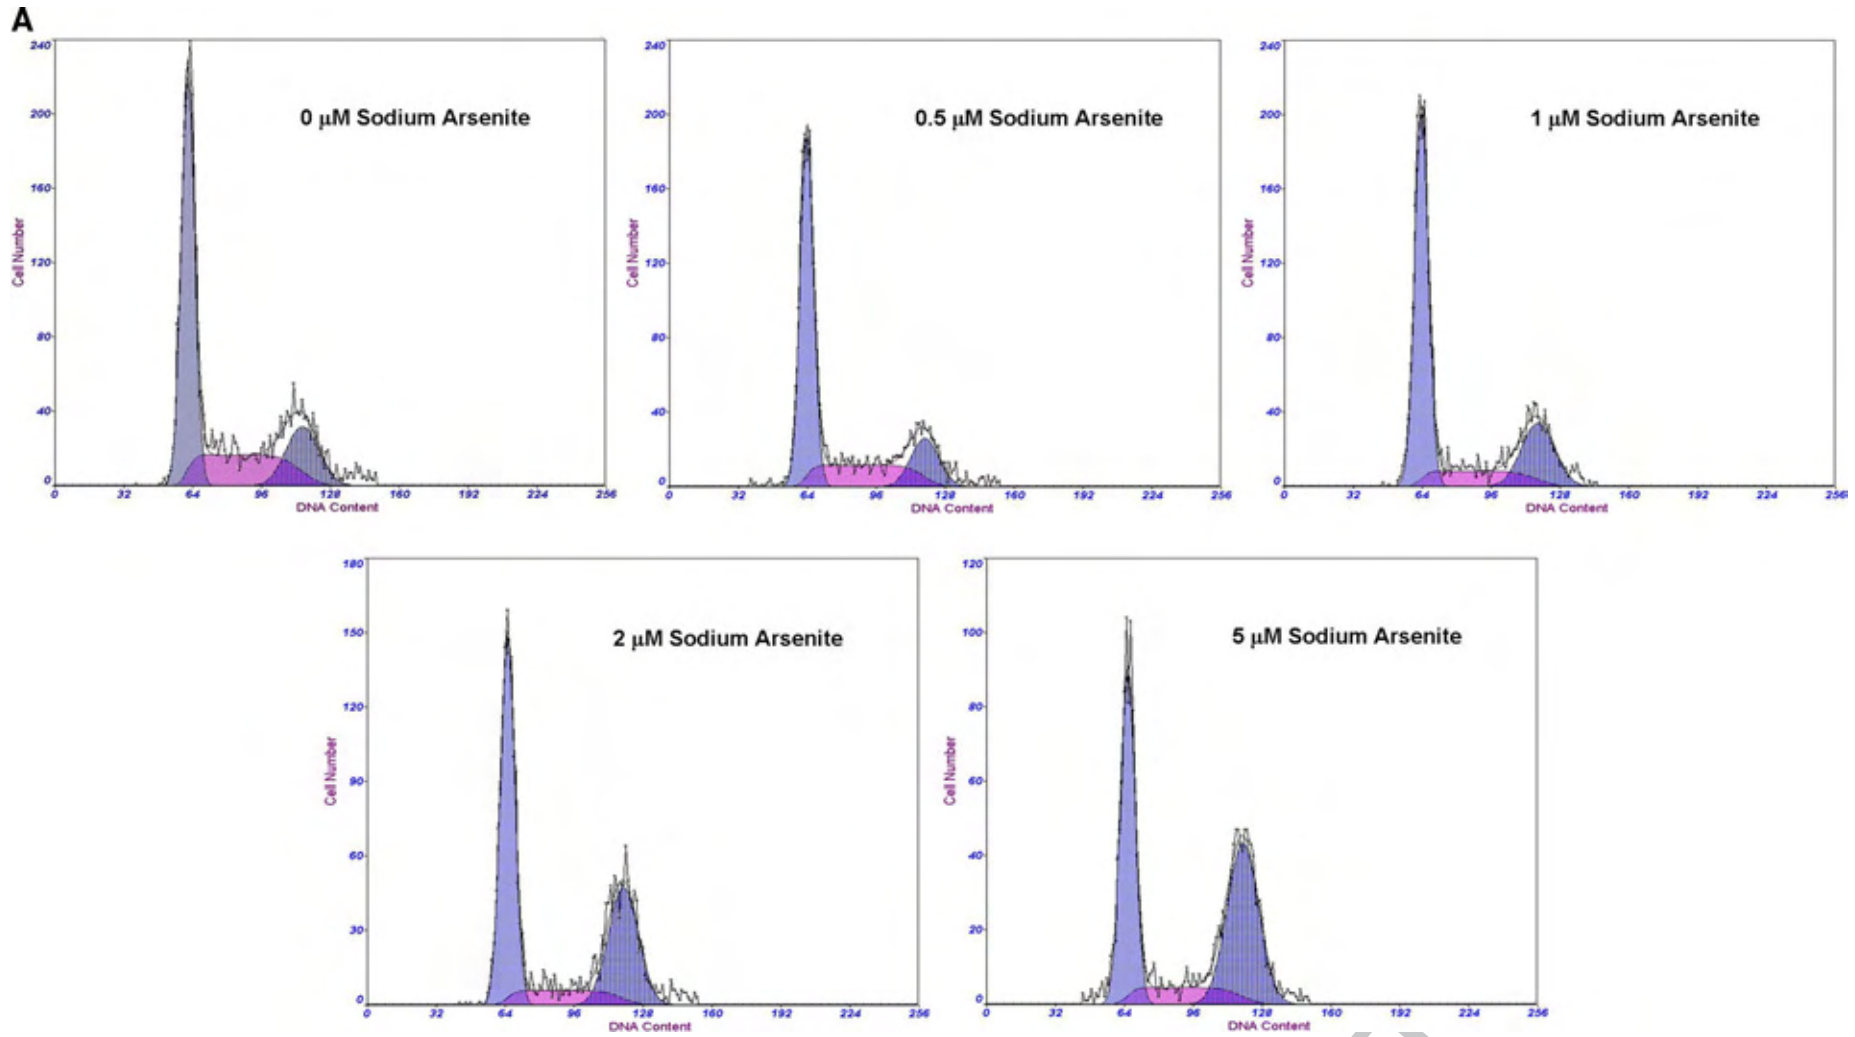 A
0 μM Sodium Arsenite
240
200
160
120
80
40
0
Cell Number
0 32 64 96 128 160 192 224 256
DNA Content
0.5 μM Sodium Arsenite
240
200
160
120
80
40
0
Cell Number
0 32 64 96 128 160 192 224 256
DNA Content
1 μM Sodium Arsenite
240
200
160
120
80
40
0
Cell Number
0 32 64 96 128 160 192 224 256
DNA Content
2 μM Sodium Arsenite
180
150
120
90
60
30
0
Cell Number
0 32 64 96 128 160 192 224 256
DNA Content
5 μM Sodium Arsenite
120
100
80
60
40
20
0
Cell Number
0 32 64 96 128 160 192 224 256
DNA Content